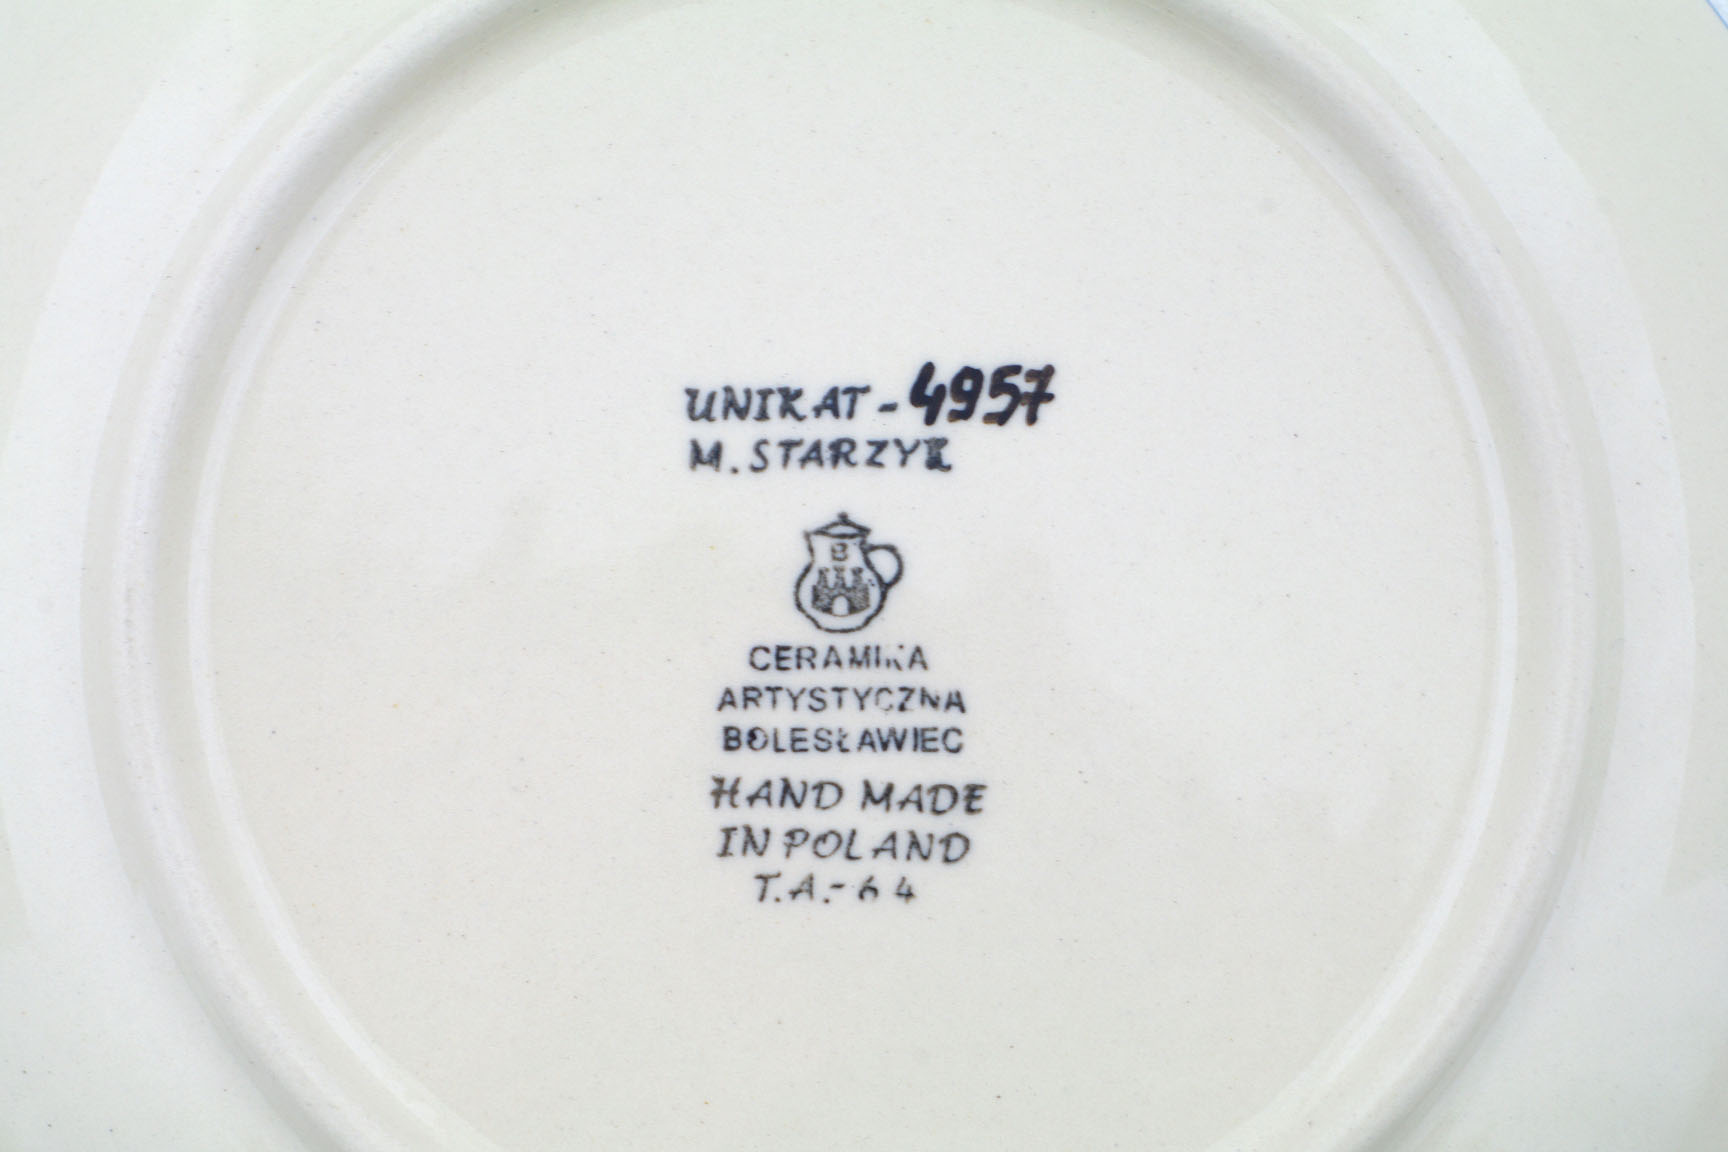 UNIKAT-4957
M. STARZYK
B
CERAMIKA
ARTYSTYCZNA
BOLESŁAWIEC
HAND MADE
IN POLAND
T.A.-64